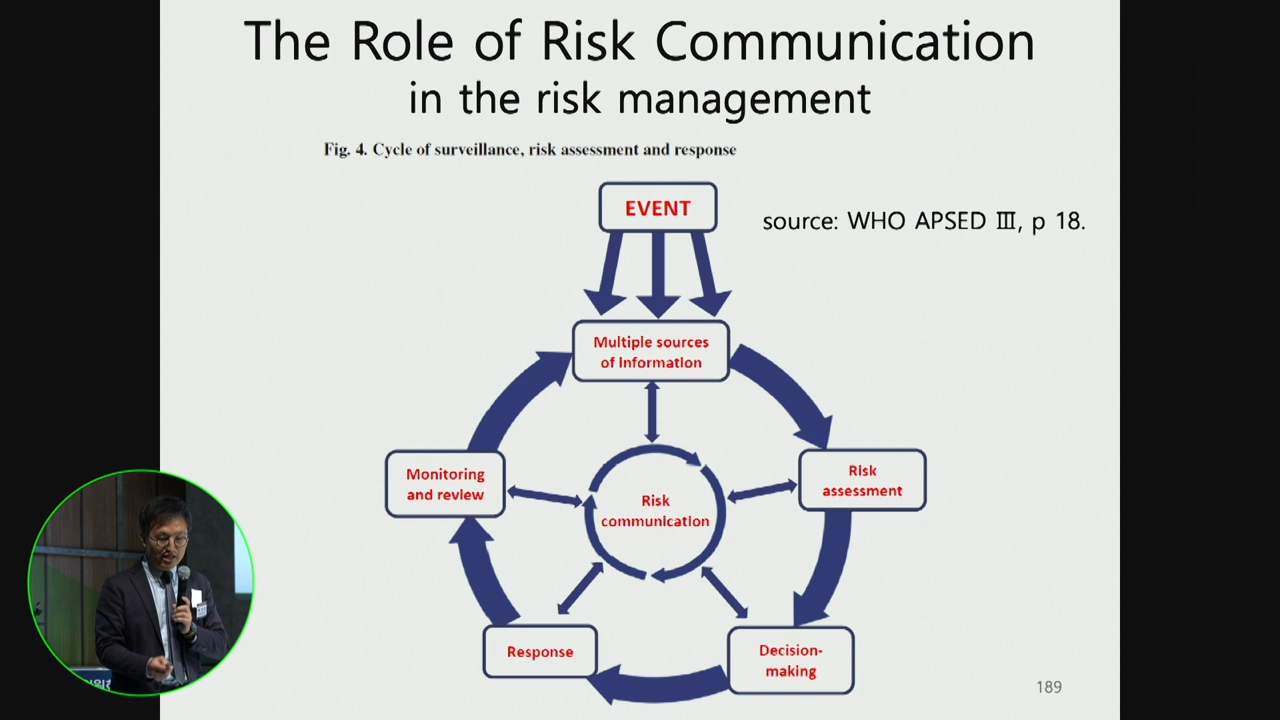 The Role of Risk Communication
in the risk management
Fig. 4. Cycle of surveillance, risk assessment and response
EVENT
source: WHO APSED Ⅲ, p 18.
Multiple sources
of information
Monitoring
and review
Risk
communication
Risk
assessment
Response
Decision-
making
189